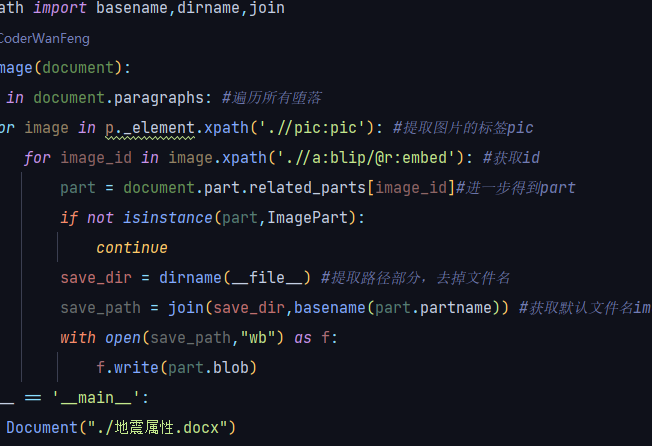 ath import basename,dirname,join
CoderWanFeng
mage(document):
in document.paragraphs: #遍历所有堕落
or image in p._element.xpath('.//pic:pic'): #提取图片的标签pic
for image_id in image.xpath('.//a:blip/@r:embed'): #获取id
part = document.part.related_parts[image_id]#进一步得到part
if not isinstance(part,ImagePart):
continue
save_dir = dirname(__file__) #提取路径部分，去掉文件名
save_path = join(save_dir,basename(part.partname)) #获取默认文件名im
with open(save_path,"wb") as f:
f.write(part.blob)
__ == '__main__':
Document("./地震属性.docx")